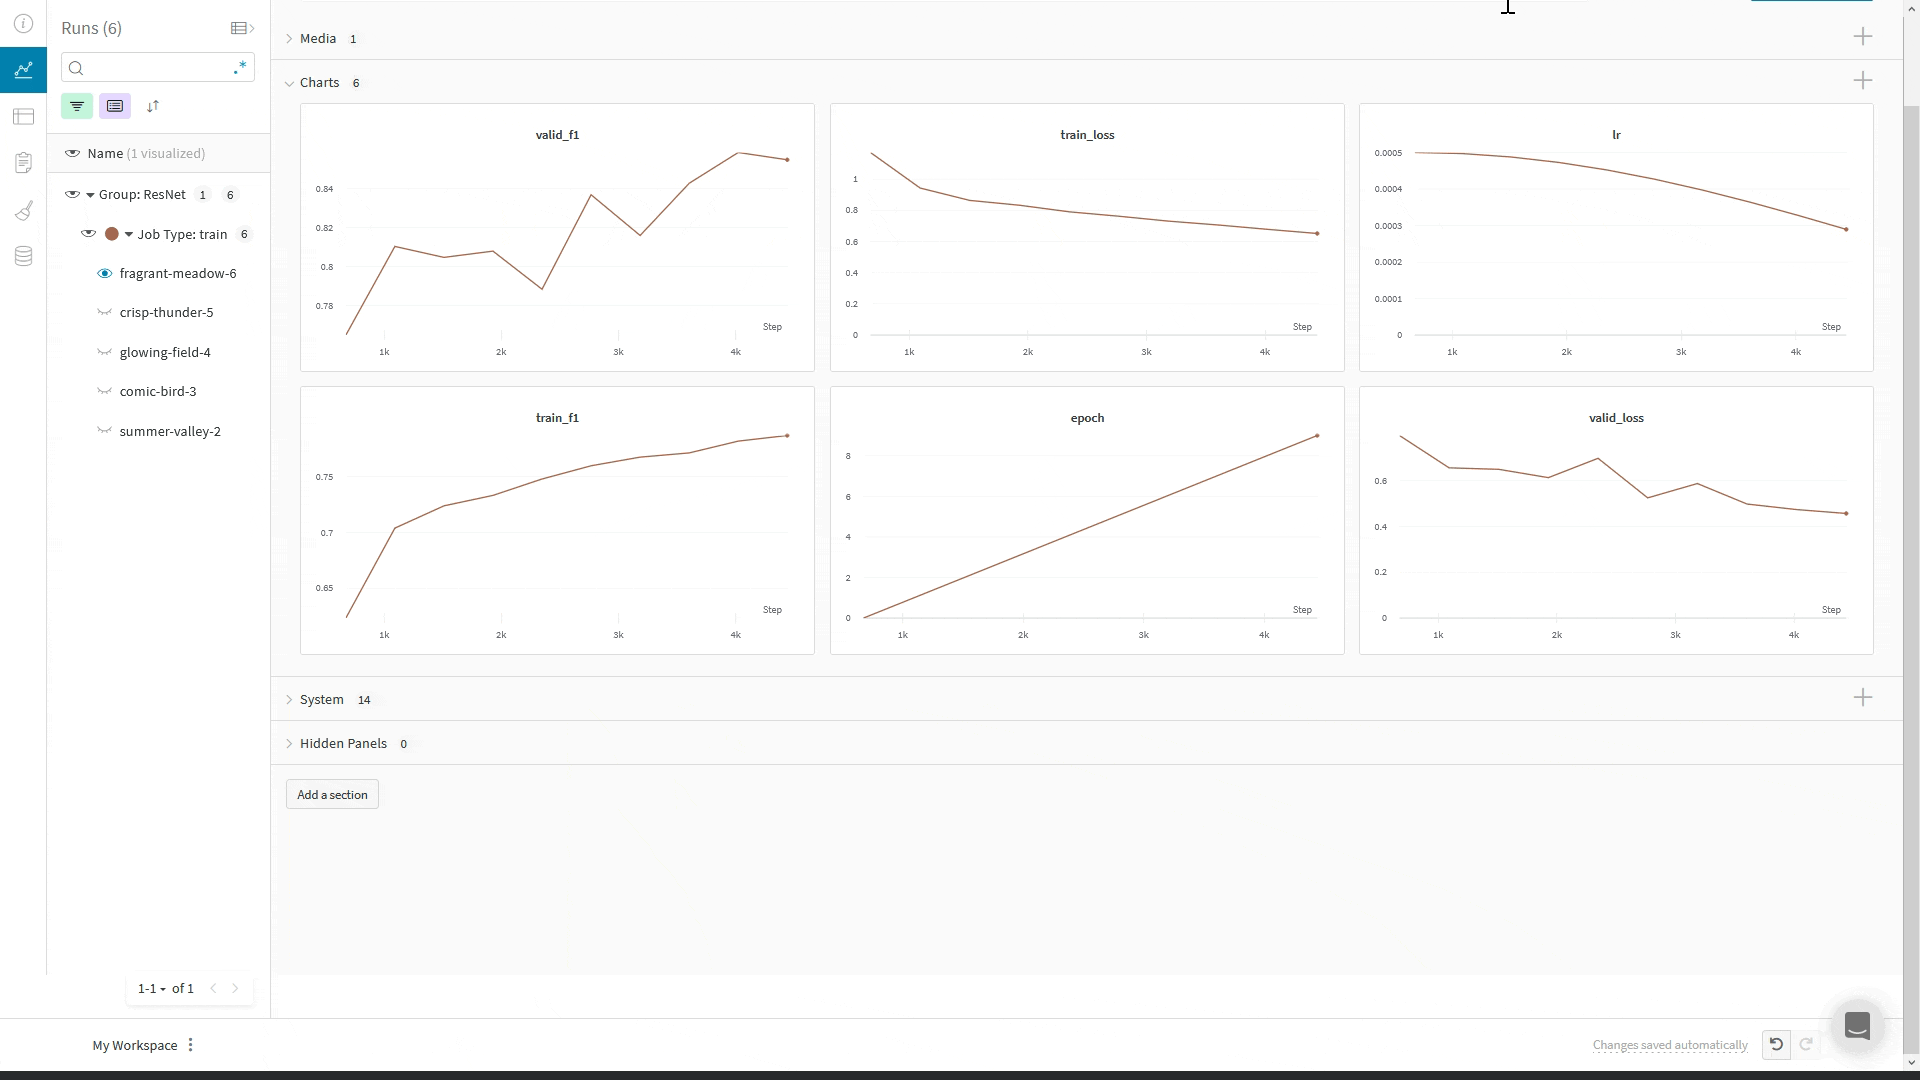 Runs (6)
.*
Name (1 visualized)
Group: ResNet 1 6
Job Type: train 6
fragrant-meadow-6
crisp-thunder-5
glowing-field-4
comic-bird-3
summer-valley-2
1-1 of 1
Media 1
Charts 6
valid_f1
0.84
0.82
0.8
0.78
Step
1k 2k 3k 4k
train_loss
1
0.8
0.6
0.4
0.2
0
Step
1k 2k 3k 4k
lr
0.0005
0.0004
0.0003
0.0002
0.0001
0
Step
1k 2k 3k 4k
train_f1
0.75
0.7
0.65
Step
1k 2k 3k 4k
epoch
8
6
4
2
0
Step
1k 2k 3k 4k
valid_loss
0.6
0.4
0.2
0
Step
1k 2k 3k 4k
System 14
Hidden Panels 0
Add a section
My Workspace
Changes saved automatically